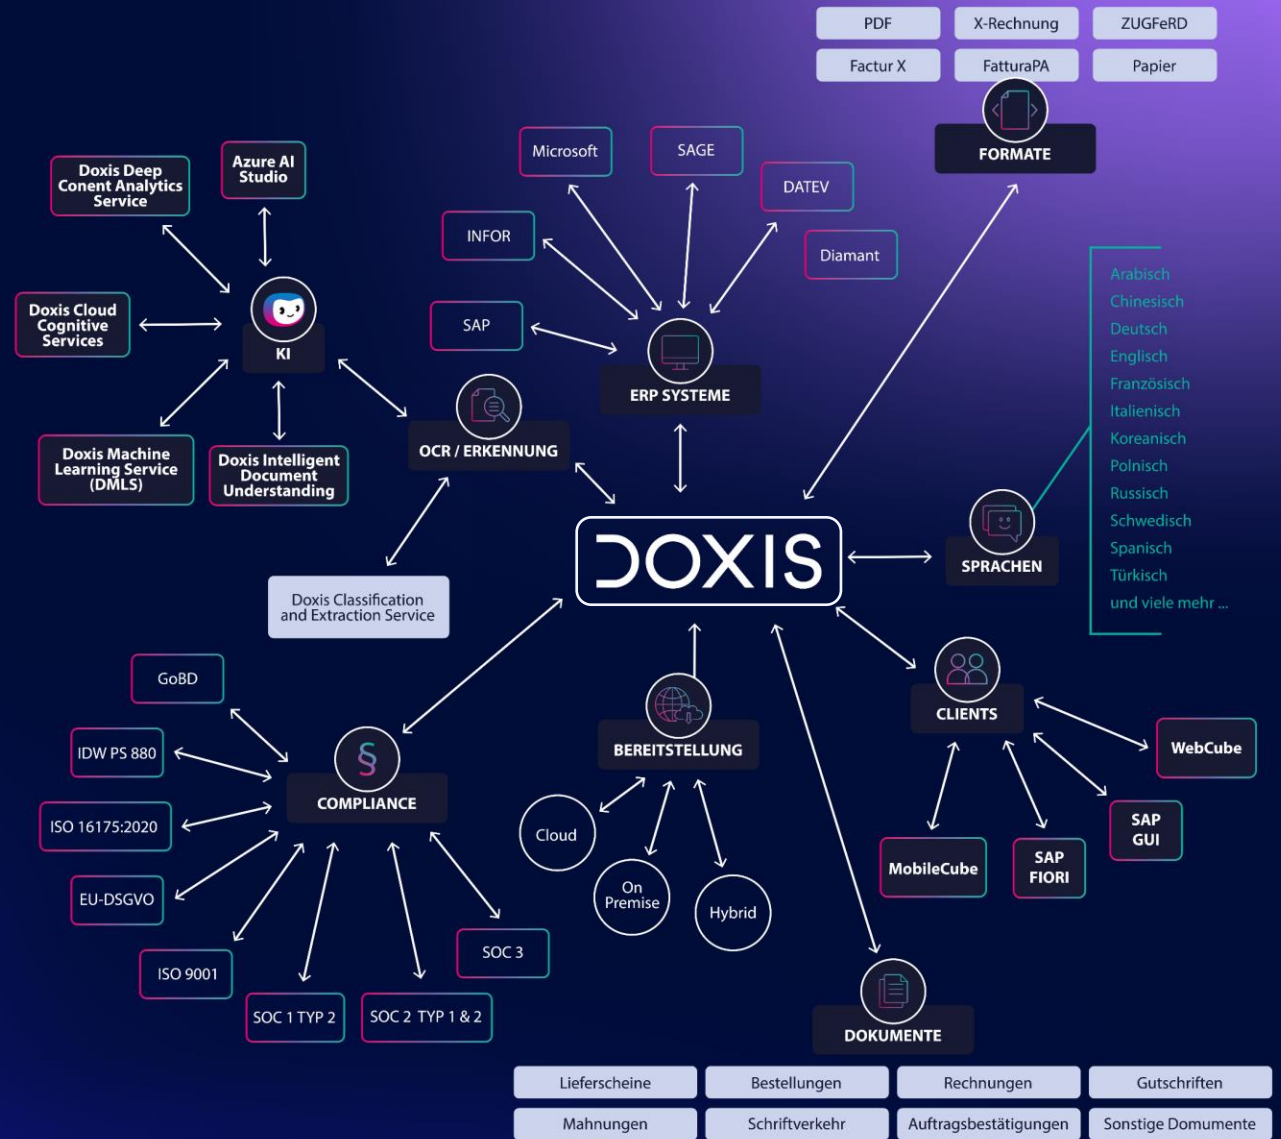 PDF
X-Rechnung
ZUGFeRD
Factur X
FatturaPA
Papier
FORMATE
Microsoft
SAGE
DATEV
INFOR
Diamant
SAP
ERP SYSTEME
Doxis Deep
Conent Analytics
Service
Azure AI
Studio
Doxis Cloud
Cognitive
Services
KI
Doxis Machine
Learning Service
(DMLS)
Doxis Intelligent
Document
Understanding
OCR / ERKENNUNG
Doxis Classification
and Extraction Service
DOXIS
SPRACHEN
Arabisch
Chinesisch
Deutsch
Englisch
Französisch
Italienisch
Koreanisch
Polnisch
Russisch
Schwedisch
Spanisch
Türkisch
und viele mehr ...
GoBD
IDW PS 880
ISO 16175:2020
EU-DSGVO
ISO 9001
SOC 1 TYP 2
SOC 2 TYP 1 & 2
SOC 3
§
COMPLIANCE
BEREITSTELLUNG
Cloud
On
Premise
Hybrid
CLIENTS
WebCube
SAP
GUI
SAP
FIORI
MobileCube
DOKUMENTE
Lieferscheine
Bestellungen
Rechnungen
Gutschriften
Mahnungen
Schriftverkehr
Auftragsbestätigungen
Sonstige Domumente